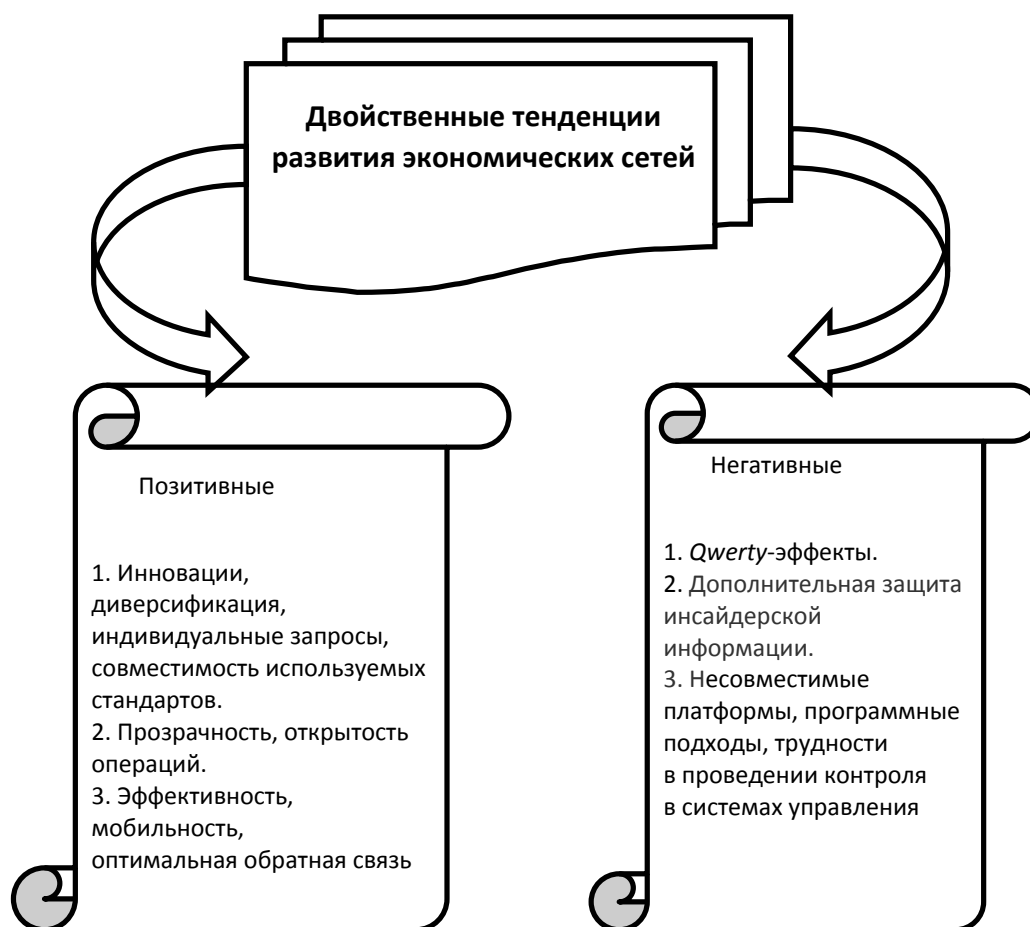 Двойственные тенденции
развития экономических сетей
Позитивные
1. Инновации,
диверсификация,
индивидуальные запросы,
совместимость используемых
стандартов.
2. Прозрачность, открытость
операций.
3. Эффективность,
мобильность,
оптимальная обратная связь
Негативные
1. Qwerty-эффекты.
2. Дополнительная защита
инсайдерской
информации.
3. Несовместимые
платформы, программные
подходы, трудности
в проведении контроля
в системах управления